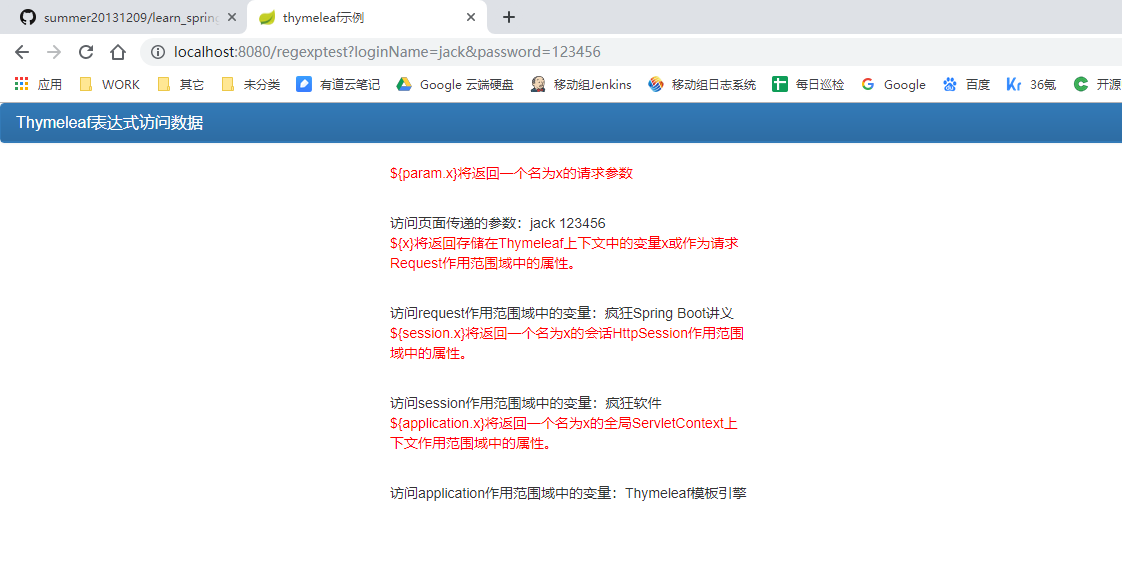 summer20131209/learn_spring
thymeleaf示例
localhost:8080/regexptest?loginName=jack&password=123456
应用 WORK 其它 未分类 有道云笔记 Google 云端硬盘 移动组Jenkins 移动组日志系统 每日巡检 Google 百度 36氪 开源
Thymeleaf表达式访问数据
${param.x}将返回一个名为x的请求参数
访问页面传递的参数：jack 123456
${x}将返回存储在Thymeleaf上下文中的变量x或作为请求
Request作用范围域中的属性。
访问request作用范围域中的变量：疯狂Spring Boot讲义
${session.x}将返回一个名为x的会话HttpSession作用范围
域中的属性。
访问session作用范围域中的变量：疯狂软件
${application.x}将返回一个名为x的全局ServletContext上
下文作用范围域中的属性。
访问application作用范围域中的变量：Thymeleaf模板引擎